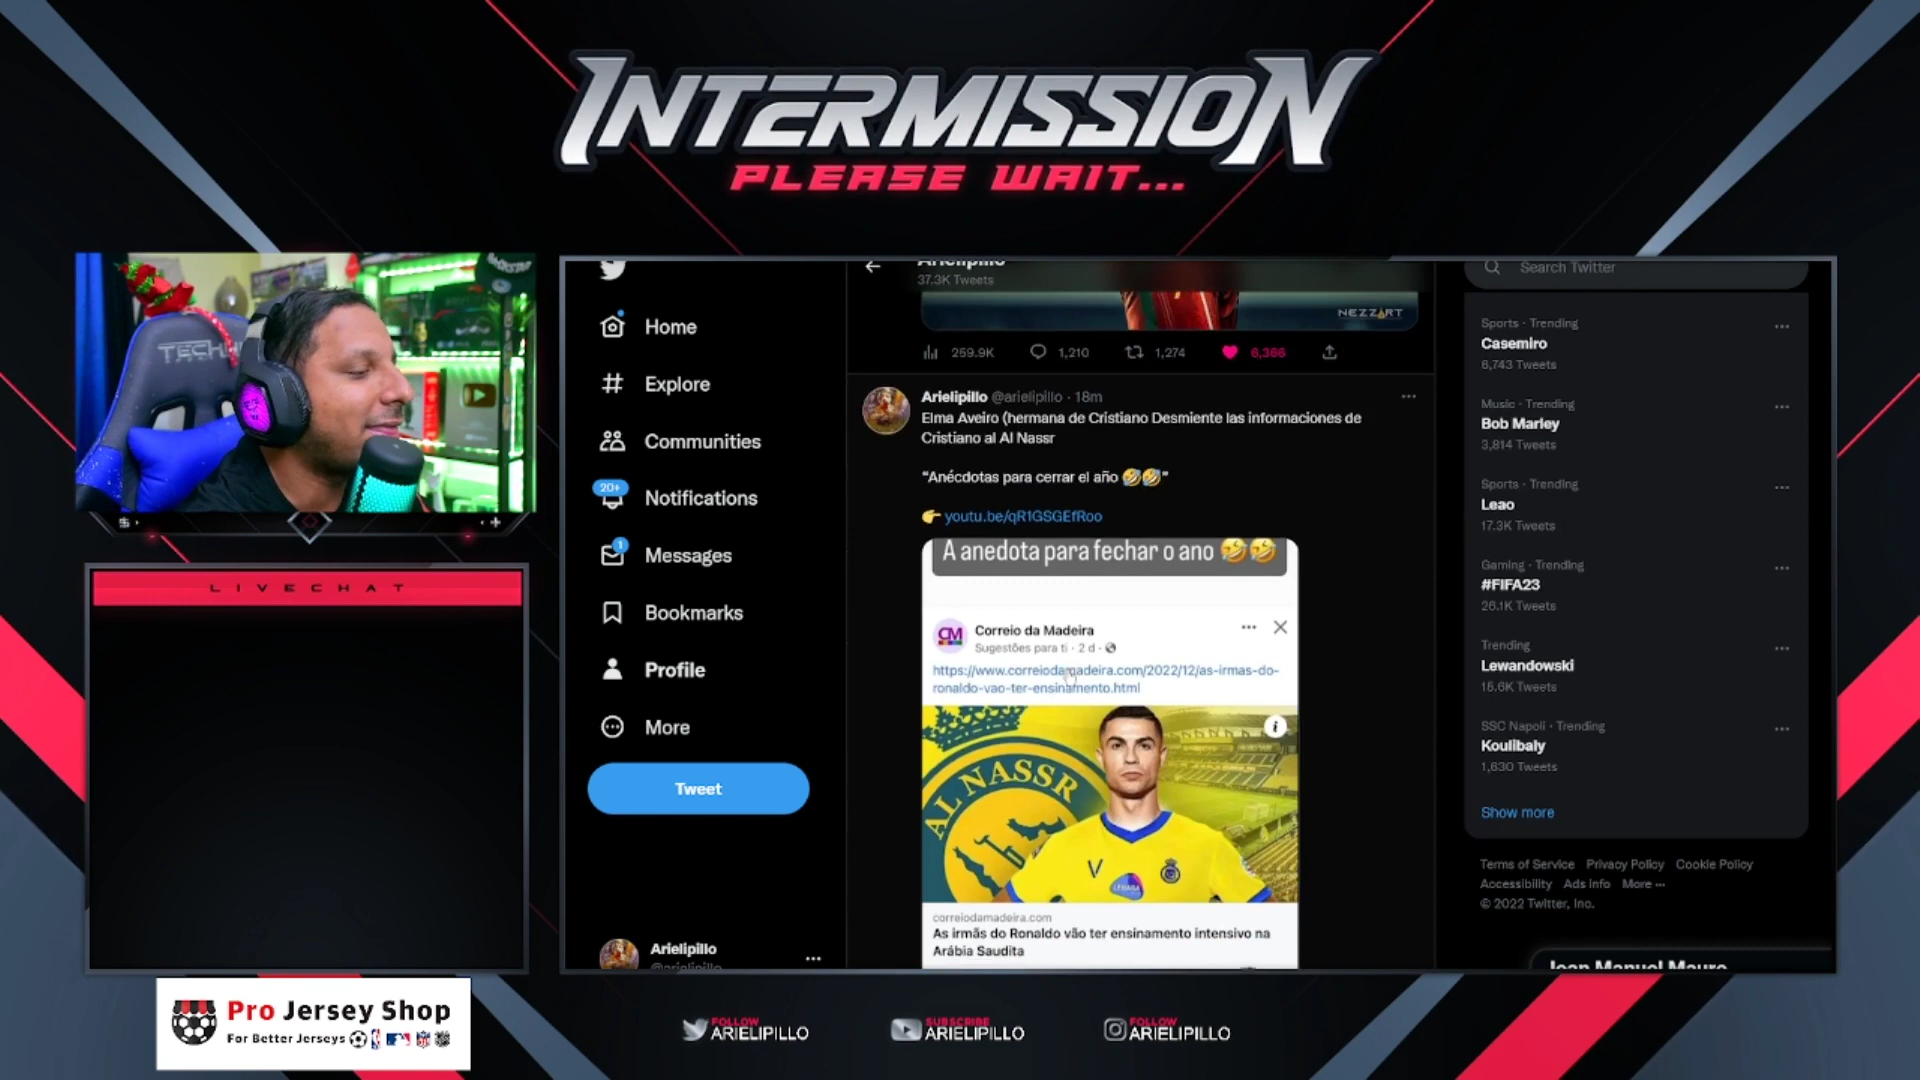 INTERMISSION
PLEASE WAIT...
TECHNI
LIVECHAT
Pro Jersey Shop
For Better Jerseys
Home
Explore
Communities
20+
Notifications
1
Messages
Bookmarks
Profile
More
Tweet
Arielipillo
@arielipillo
Arielipillo
37.3K Tweets
NEZZART
259.9K 1,210 1,274 6,366
Arielipillo @arielipillo · 18m
Elma Aveiro (hermana de Cristiano Desmiente las informaciones de
Cristiano al Al Nassr
“Anécdotas para cerrar el año 🤣🤣”
👉 youtu.be/qR1GSGEfRoo
A anedota para fechar o ano 🤣🤣
CM
Correio da Madeira
Sugestões para ti · 2 d ·
https://www.correiodamadeira.com/2022/12/as-irmas-do-
ronaldo-vao-ter-ensinamento.html
AL NASSR
correiodamadeira.com
As irmãs do Ronaldo vão ter ensinamento intensivo na
Arábia Saudita
Search Twitter
Sports · Trending
Casemiro
6,743 Tweets
Music · Trending
Bob Marley
3,814 Tweets
Sports · Trending
Leao
17.3K Tweets
Gaming · Trending
#FIFA23
26.1K Tweets
Trending
Lewandowski
15.6K Tweets
SSC Napoli · Trending
Koulibaly
1,630 Tweets
Show more
Terms of Service Privacy Policy Cookie Policy
Accessibility Ads info More ···
© 2022 Twitter, Inc.
Jean Manuel Mauro
FOLLOW
ARIELIPILLO
SUBSCRIBE
ARIELIPILLO
FOLLOW
ARIELIPILLO